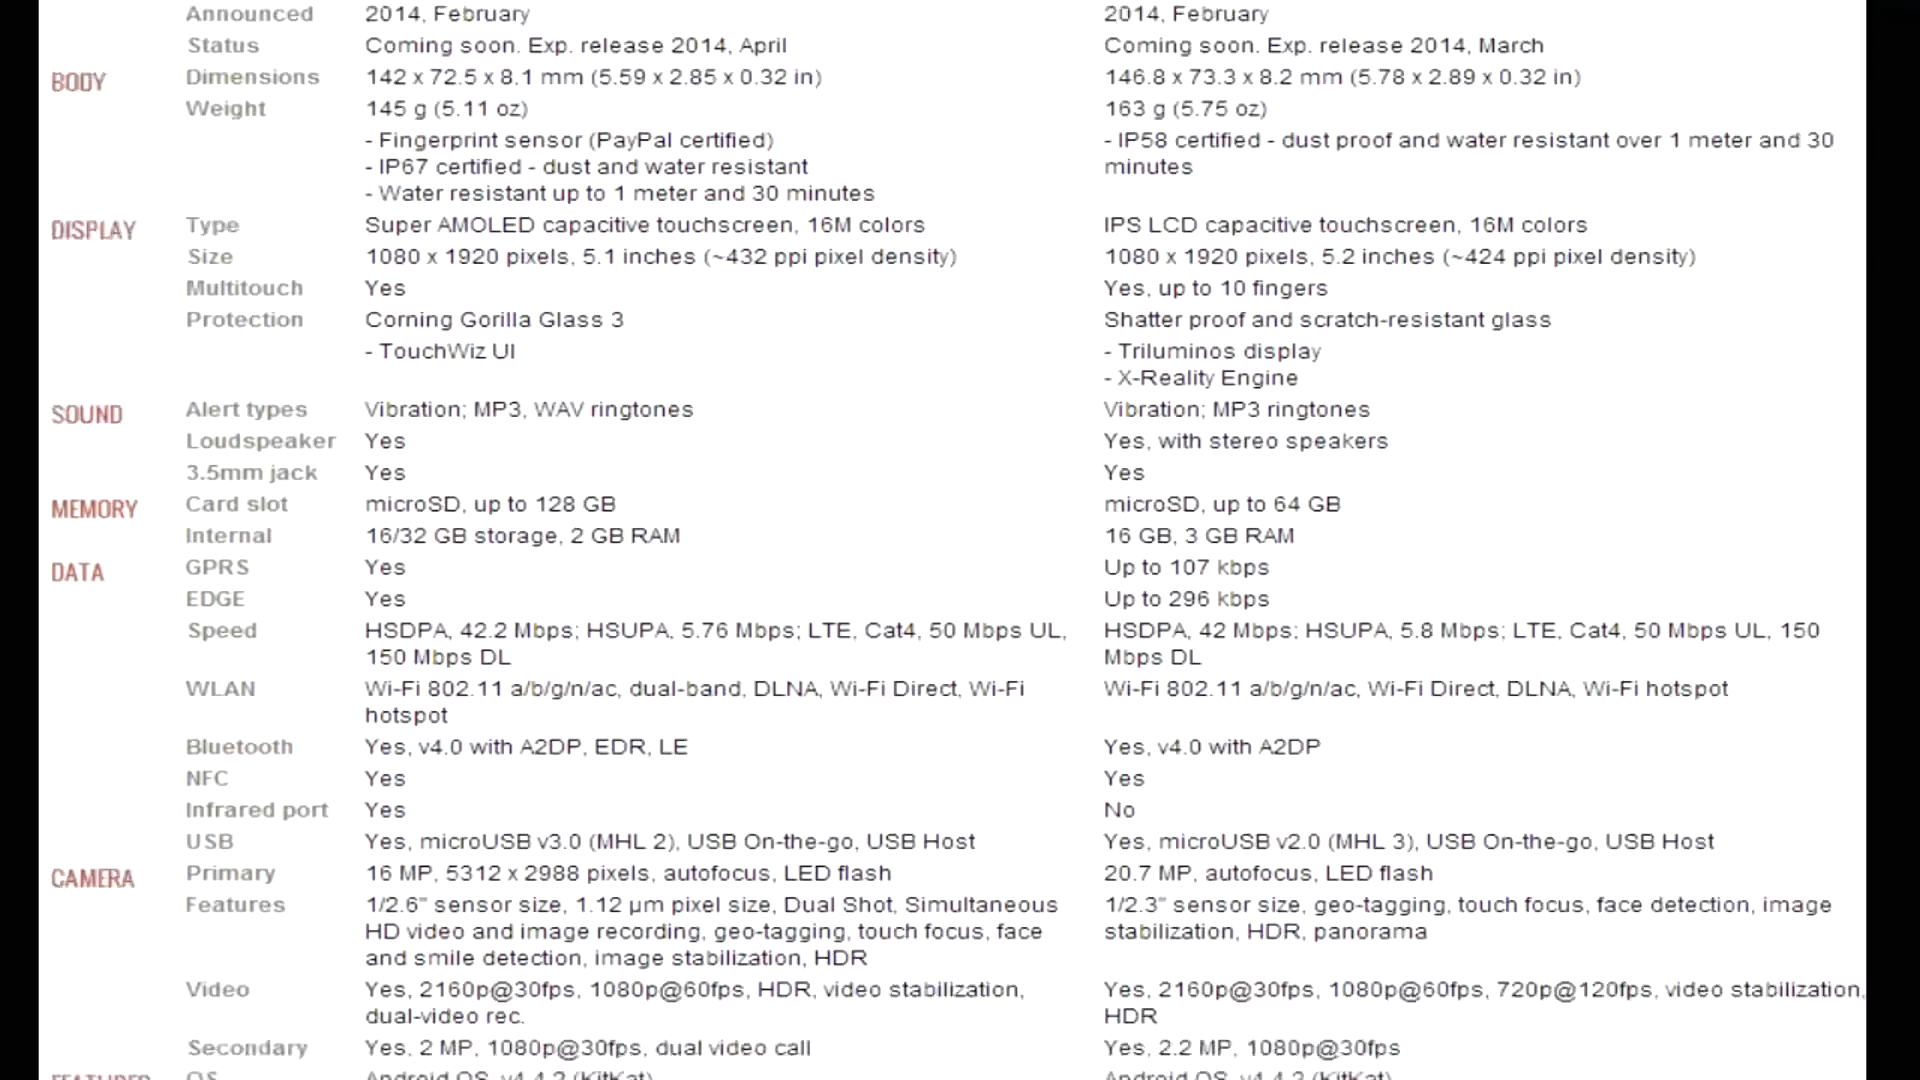 Announced 2014, February 2014, February
Status Coming soon. Exp. release 2014, April Coming soon. Exp. release 2014, March
BODY Dimensions 142 x 72.5 x 8.1 mm (5.59 x 2.85 x 0.32 in) 146.8 x 73.3 x 8.2 mm (5.78 x 2.89 x 0.32 in)
Weight 145 g (5.11 oz) 163 g (5.75 oz)
- Fingerprint sensor (PayPal certified) - IP58 certified - dust proof and water resistant over 1 meter and 30
- IP67 certified - dust and water resistant minutes
- Water resistant up to 1 meter and 30 minutes
DISPLAY Type Super AMOLED capacitive touchscreen, 16M colors IPS LCD capacitive touchscreen, 16M colors
Size 1080 x 1920 pixels, 5.1 inches (~432 ppi pixel density) 1080 x 1920 pixels, 5.2 inches (~424 ppi pixel density)
Multitouch Yes Yes, up to 10 fingers
Protection Corning Gorilla Glass 3 Shatter proof and scratch-resistant glass
- TouchWiz UI - Triluminos display
- X-Reality Engine
SOUND Alert types Vibration; MP3, WAV ringtones Vibration; MP3 ringtones
Loudspeaker Yes Yes, with stereo speakers
3.5mm jack Yes Yes
MEMORY Card slot microSD, up to 128 GB microSD, up to 64 GB
Internal 16/32 GB storage, 2 GB RAM 16 GB, 3 GB RAM
DATA GPRS Yes Up to 107 kbps
EDGE Yes Up to 296 kbps
Speed HSDPA, 42.2 Mbps; HSUPA, 5.76 Mbps; LTE, Cat4, 50 Mbps UL, HSDPA, 42 Mbps; HSUPA, 5.8 Mbps; LTE, Cat4, 50 Mbps UL, 150
150 Mbps DL Mbps DL
WLAN Wi-Fi 802.11 a/b/g/n/ac, dual-band, DLNA, Wi-Fi Direct, Wi-Fi Wi-Fi 802.11 a/b/g/n/ac, Wi-Fi Direct, DLNA, Wi-Fi hotspot
hotspot
Bluetooth Yes, v4.0 with A2DP, EDR, LE Yes, v4.0 with A2DP
NFC Yes Yes
Infrared port Yes No
USB Yes, microUSB v3.0 (MHL 2), USB On-the-go, USB Host Yes, microUSB v2.0 (MHL 3), USB On-the-go, USB Host
CAMERA Primary 16 MP, 5312 x 2988 pixels, autofocus, LED flash 20.7 MP, autofocus, LED flash
Features 1/2.6" sensor size, 1.12 µm pixel size, Dual Shot, Simultaneous 1/2.3" sensor size, geo-tagging, touch focus, face detection, image
HD video and image recording, geo-tagging, touch focus, face stabilization, HDR, panorama
and smile detection, image stabilization, HDR
Video Yes, 2160p@30fps, 1080p@60fps, HDR, video stabilization, Yes, 2160p@30fps, 1080p@60fps, 720p@120fps, video stabilization,
dual-video rec. HDR
Secondary Yes, 2 MP, 1080p@30fps, dual video call Yes, 2.2 MP, 1080p@30fps
FEATURES OS Android OS, v4.4.2 (KitKat) Android OS, v4.4.2 (KitKat)